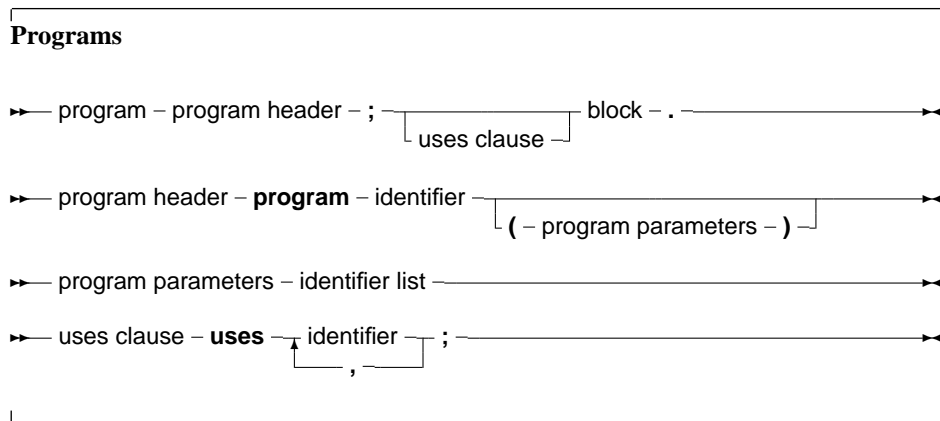 Programs
program – program header – ; – block – .
uses clause –
program header – program – identifier –
( – program parameters – ) –
program parameters – identifier list –
uses clause – uses – identifier – ; –
, –